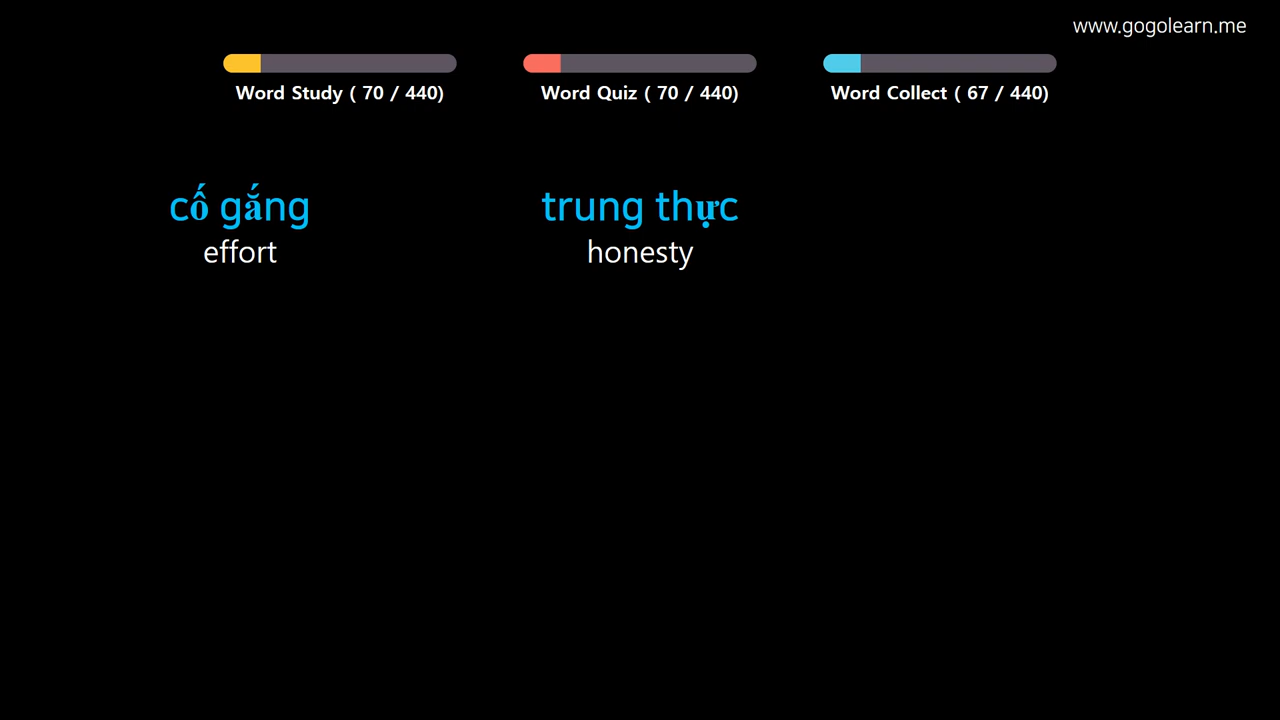 www.gogolearn.me
Word Study ( 70 / 440)
Word Quiz ( 70 / 440)
Word Collect ( 67 / 440)
cố gắng
effort
trung thực
honesty